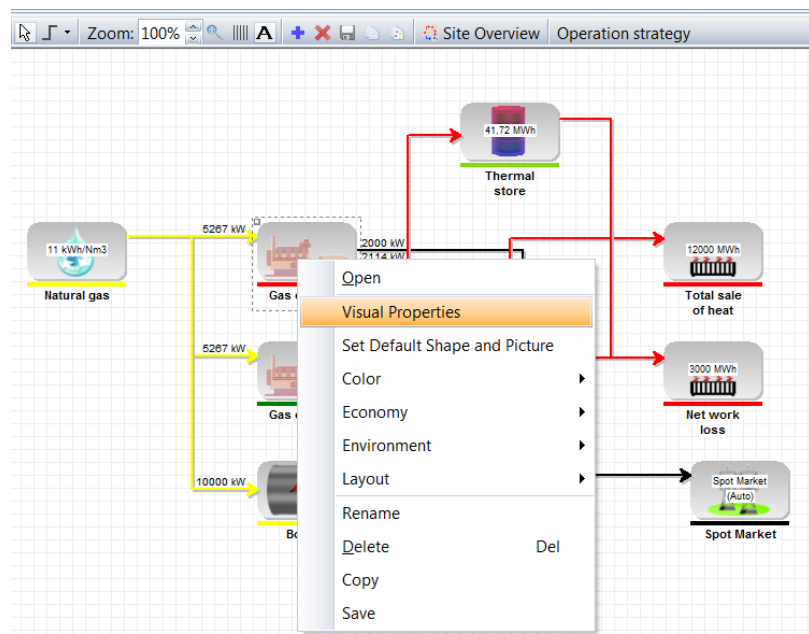 Zoom: 100% A Site Overview Operation strategy
41,72 MWh
Thermal
store
5267 kW
2000 kW
2114 kW
11 kWh/Nm3
Natural gas
Gas
12000 MWh
Total sale
of heat
Open
Visual Properties
Set Default Shape and Picture
Color
Economy
Environment
Layout
Rename
Delete Del
Copy
Save
5267 kW
Gas
3000 MWh
Net work
loss
10000 kW
Bo
Spot Market
(Auto)
Spot Market